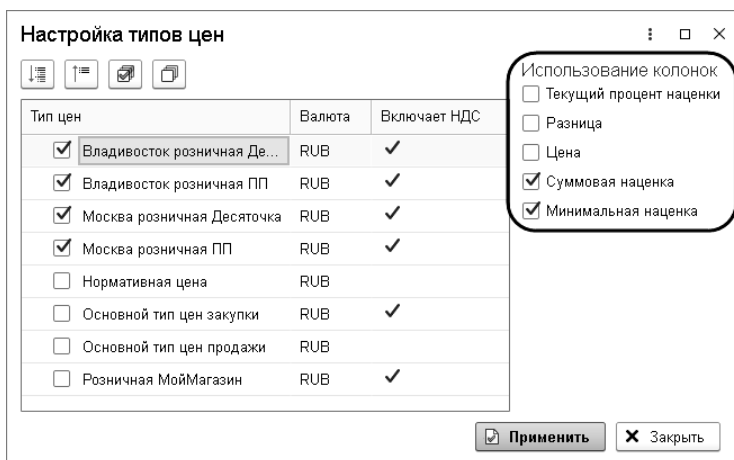 Настройка типов цен
Использование колонок
Текущий процент наценки
Разница
Цена
Суммовая наценка
Минимальная наценка
Тип цен Валюта Включает НДС
Владивосток розничная Де... RUB
Владивосток розничная ПП RUB
Москва розничная Десяточка RUB
Москва розничная ПП RUB
Нормативная цена RUB
Основной тип цен закупки RUB
Основной тип цен продажи RUB
Розничная МойМагазин RUB
Применить Закрыть